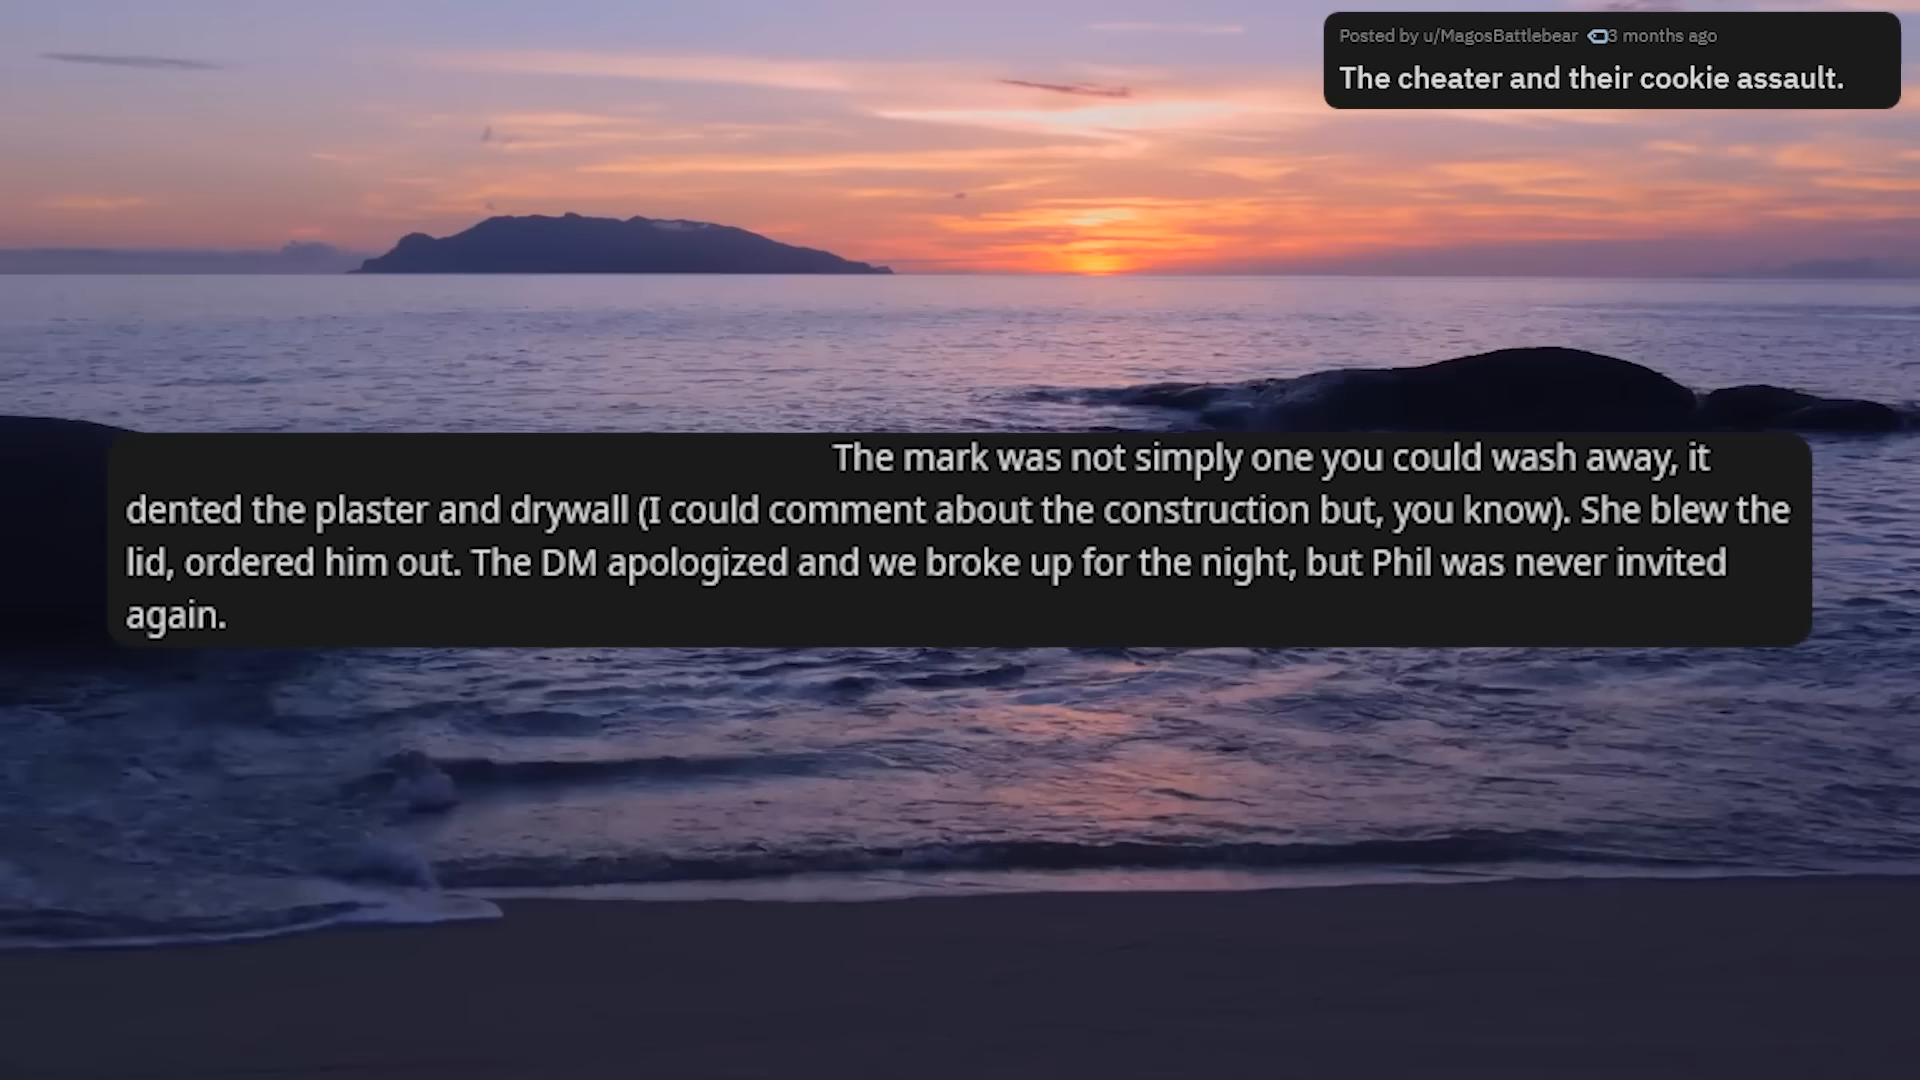 Posted by u/MagosBattlebear 3 months ago
The cheater and their cookie assault.
The mark was not simply one you could wash away, it
dented the plaster and drywall (I could comment about the construction but, you know). She blew the
lid, ordered him out. The DM apologized and we broke up for the night, but Phil was never invited
again.